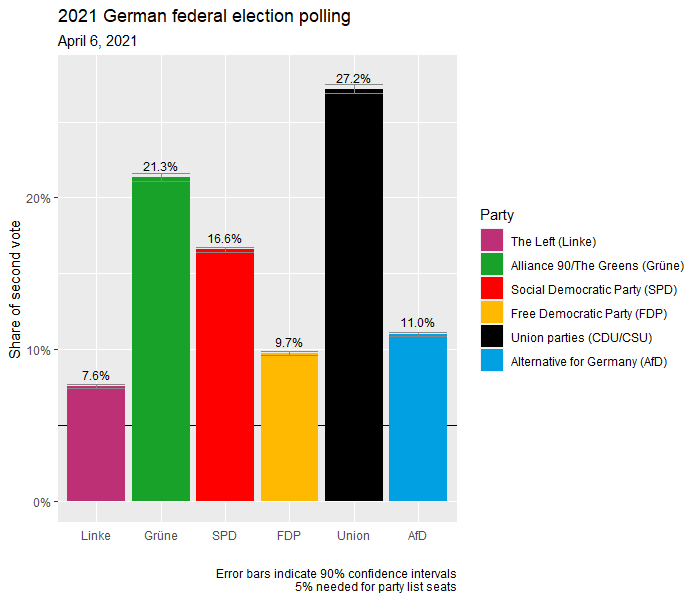 2021 German federal election polling
April 6, 2021
Share of second vote
20%
10%
0%
7.6%
21.3%
16.6%
9.7%
27.2%
11.0%
Linke
Grüne
SPD
FDP
Union
AfD
Party
The Left (Linke)
Alliance 90/The Greens (Grüne)
Social Democratic Party (SPD)
Free Democratic Party (FDP)
Union parties (CDU/CSU)
Alternative for Germany (AfD)
Error bars indicate 90% confidence intervals
5% needed for party list seats